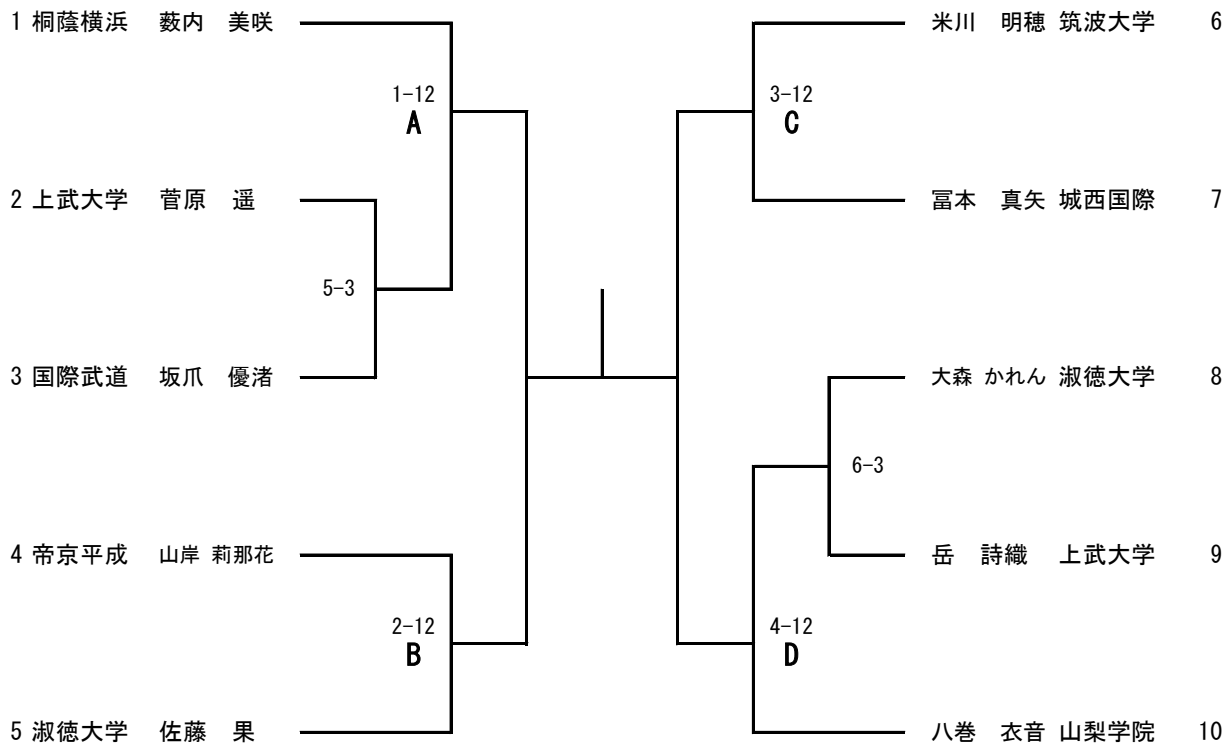 1 桐蔭横浜 薮内 美咲
1-12
A
2 上武大学 菅原 遥
5-3
3 国際武道 坂爪 優渚
4 帝京平成 山岸 莉那花
2-12
B
5 淑徳大学 佐藤 果
米川 明穂 筑波大学 6
3-12
C
冨本 真矢 城西国際 7
大森 かれん 淑徳大学 8
6-3
岳 詩織 上武大学 9
4-12
D
八巻 衣音 山梨学院 10